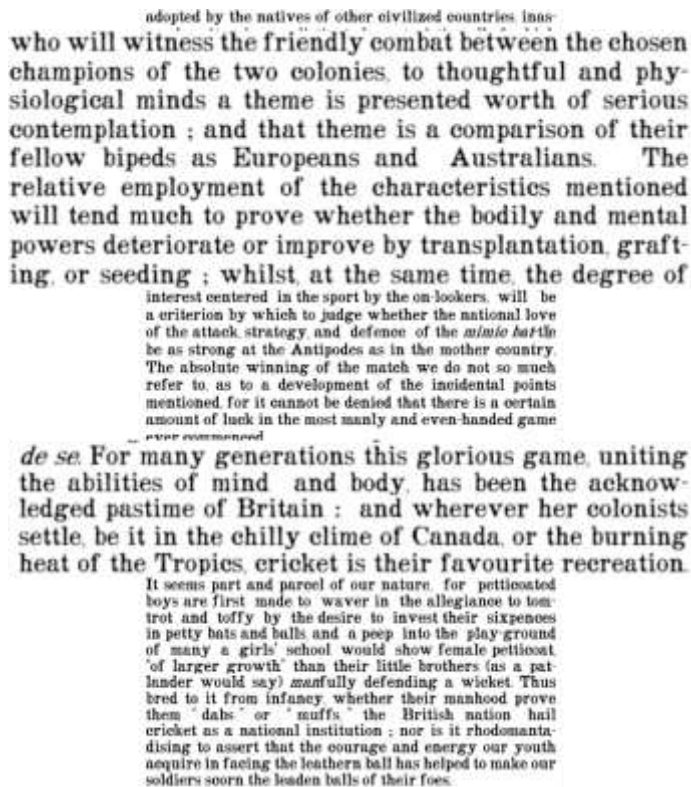 adopted by the natives of other civilized countries, inas-
who will witness the friendly combat between the chosen
champions of the two colonies, to thoughtful and phy-
siological minds a theme is presented worth of serious
contemplation ; and that theme is a comparison of their
fellow bipeds as Europeans and Australians. The
relative employment of the characteristics mentioned
will tend much to prove whether the bodily and mental
powers deteriorate or improve by transplantation, graft-
ing, or seeding ; whilst, at the same time, the degree of
interest centered in the sport by the on-lookers, will be
a criterion by which to judge whether the national love
of the attack, strategy, and defence of the mimic battle
be as strong at the Antipodes as in the mother country.
The absolute winning of the match we do not so much
refer to, as to a development of the incidental points
mentioned, for it cannot be denied that there is a certain
amount of luck in the most manly and even-handed game
ever commenced
de se. For many generations this glorious game, uniting
the abilities of mind and body, has been the acknow-
ledged pastime of Britain : and wherever her colonists
settle, be it in the chilly clime of Canada, or the burning
heat of the Tropics, cricket is their favourite recreation.
It seems part and parcel of our nature, for petticoated
boys are first made to waver in the allegiance to tom-
trot and toffy by the desire to invest their sixpences
in petty bats and balls, and a peep into the play-ground
of many a girls' school would show female petticoat,
"of larger growth" than their little brothers (as a pat-
lander would say) manfully defending a wicket. Thus
bred to it from infancy, whether their manhood prove
them "dabs" or "muffs," the British nation hail
cricket as a national institution ; nor is it rhodomanta-
dising to assert that the courage and energy our youth
acquire in facing the leathern ball has helped to make our
soldiers scorn the leaden balls of their foes.